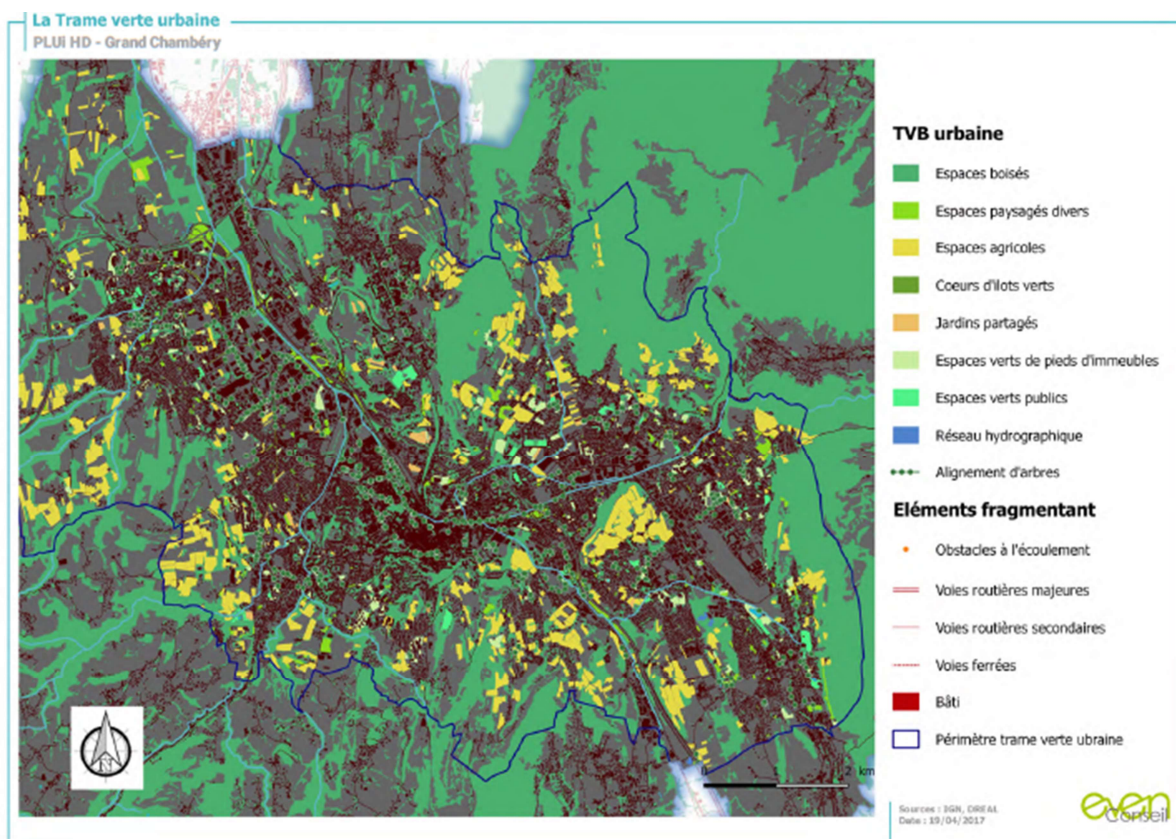 La Trame verte urbaine
PLUi HD - Grand Chambéry
TVB urbaine
Espaces boisés
Espaces paysagés divers
Espaces agricoles
Coeurs d'ilots verts
Jardins partagés
Espaces verts de pieds d'immeubles
Espaces verts publics
Réseau hydrographique
Alignement d'arbres
Eléments fragmentant
Obstacles à l'écoulement
Voies routières majeures
Voies routières secondaires
Voies ferrées
Bâti
Périmètre trame verte ubraine
N
0 1 2 km
Sources : IGN, DREAL
Date : 19/04/2017
even
Conseil